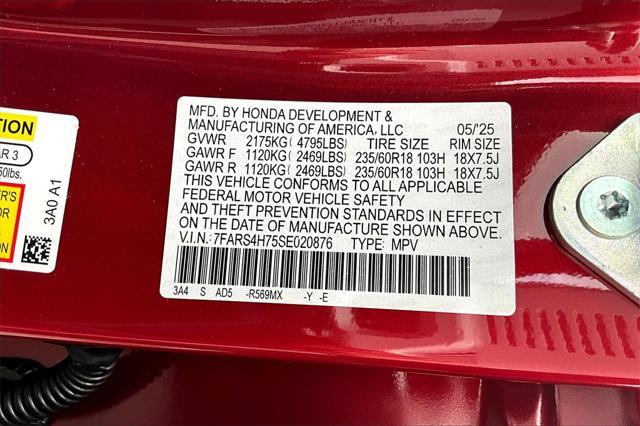 MFD. BY HONDA DEVELOPMENT &
MANUFACTURING OF AMERICA, LLC 05/'25
GVWR 2175KG (4795LBS) TIRE SIZE RIM SIZE
GAWR F 1120KG (2469LBS) 235/60R18 103H 18X7.5J
GAWR R 1120KG (2469LBS) 235/60R18 103H 18X7.5J
THIS VEHICLE CONFORMS TO ALL APPLICABLE
FEDERAL MOTOR VEHICLE SAFETY
AND THEFT PREVENTION STANDARDS IN EFFECT
ON THE DATE OF MANUFACTURE SHOWN ABOVE.
V.I.N: 7FARS4H75SE020876 TYPE: MPV
3A4 S AD5 -R569MX -Y -E
3A0 A1